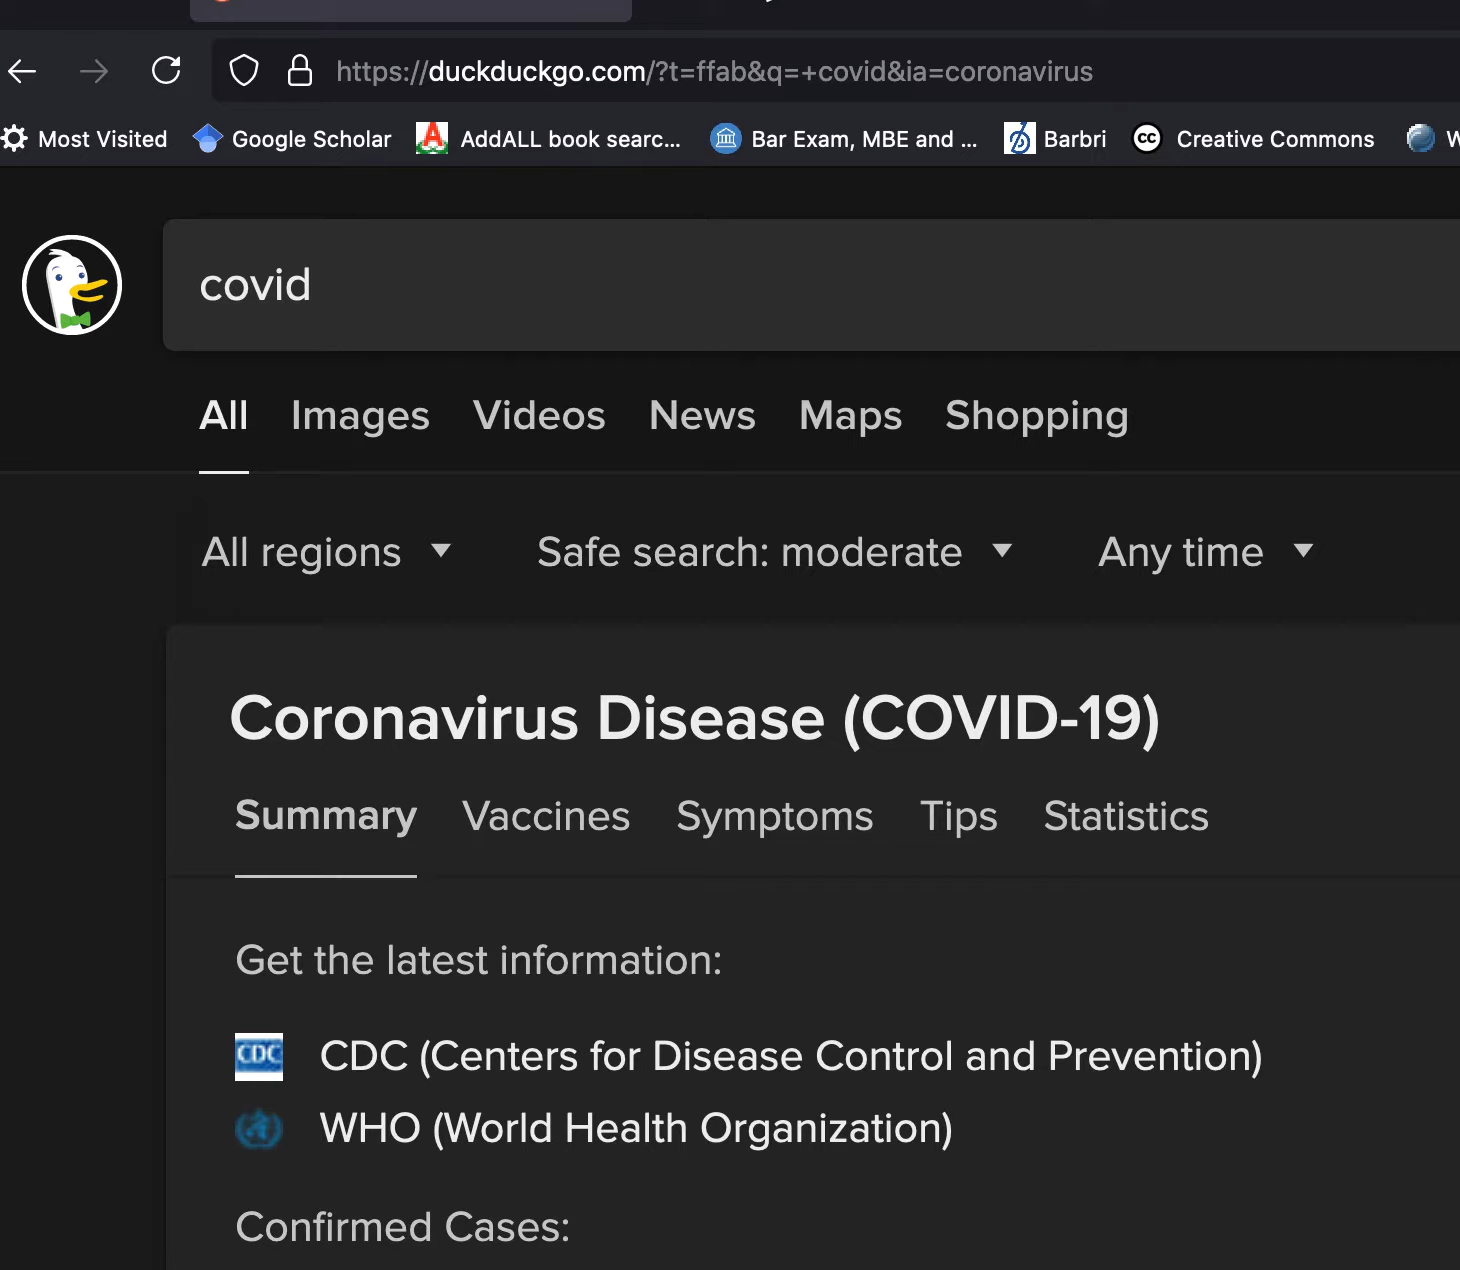 https://duckduckgo.com/?t=ffab&q=+covid&ia=coronavirus
Most Visited Google Scholar A AddALL book searc... Bar Exam, MBE and ... Barbri cc Creative Commons W
covid
All Images Videos News Maps Shopping
All regions Safe search: moderate Any time
Coronavirus Disease (COVID-19)
Summary Vaccines Symptoms Tips Statistics
Get the latest information:
CDC CDC (Centers for Disease Control and Prevention)
WHO (World Health Organization)
Confirmed Cases: